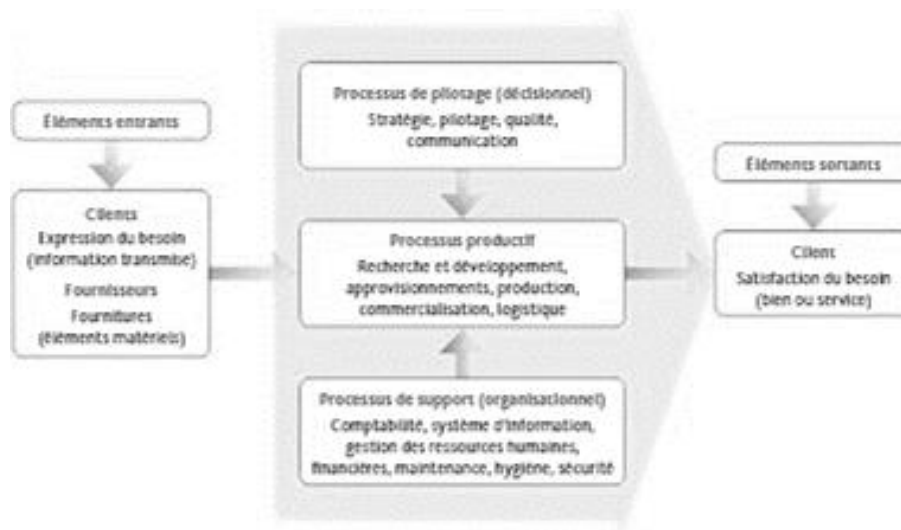 Éléments entrants
Clients
Expression du besoin
(information transmise)
Fournisseurs
Fournitures
(éléments matériels)
Processus de pilotage (décisionnel)
Stratégie, pilotage, qualité,
communication
Processus productif
Recherche et développement,
approvisionnements, production,
commercialisation, logistique
Processus de support (organisationnel)
Comptabilité, système d'information,
gestion des ressources humaines,
financières, maintenance, hygiène, sécurité
Éléments sortants
Client
Satisfaction du besoin
(bien ou service)